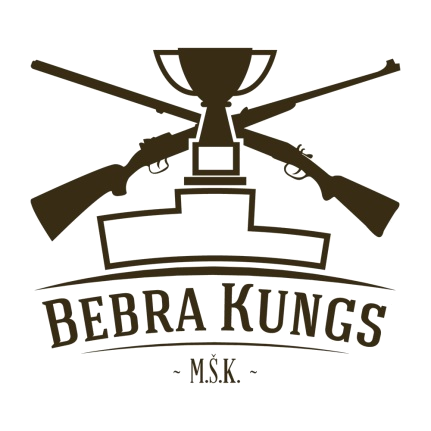 BEBRA KUNGS
~ M.Š.K. ~